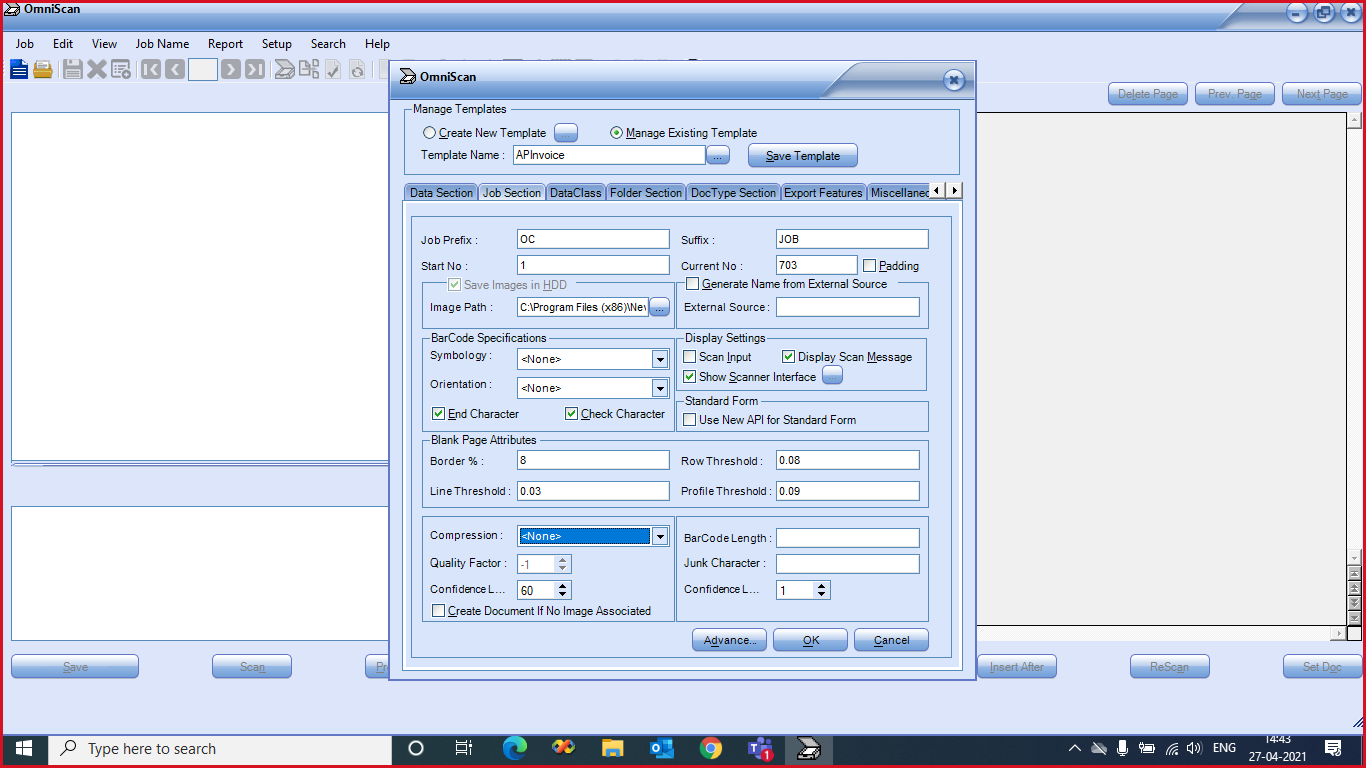 OmniScan
Job Edit View Job Name Report Setup Search Help
OmniScan
Delete Page Prev. Page Next Page
Manage Templates
Create New Template ... Manage Existing Template
Template Name : APInvoice ... Save Template
Data Section Job Section DataClass Folder Section DocType Section Export Features Miscellanec
Job Prefix : OC Suffix : JOB
Start No : 1 Current No : 703 Padding
Save Images in HDD Generate Name from External Source
Image Path : C:\Program Files (x86)\Ne ... External Source :
BarCode Specifications Display Settings
Symbology : <None> Scan Input Display Scan Message
Show Scanner Interface ...
Orientation : <None>
Standard Form
End Character Check Character Use New API for Standard Form
Blank Page Attributes
Border % : 8 Row Threshold : 0.08
Line Threshold : 0.03 Profile Threshold : 0.09
Compression : <None> BarCode Length :
Quality Factor : -1 Junk Character :
Confidence L... 60 Confidence L... 1
Create Document If No Image Associated
Advance... OK Cancel
Save Scan Pr Insert After ReScan Set Doc
Type here to search
1
ENG
14:43
27-04-2021